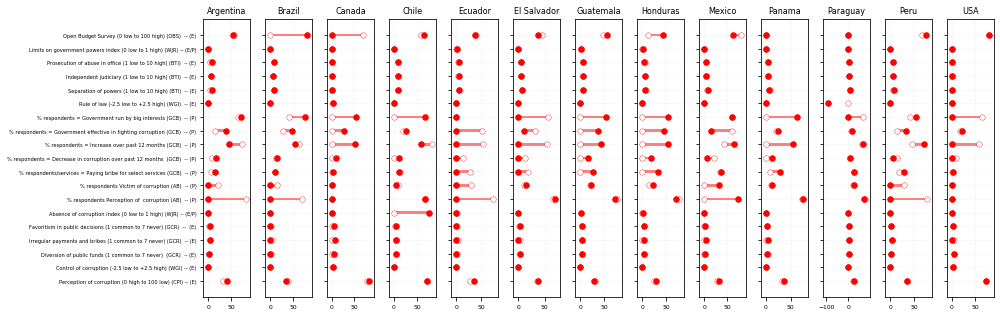 Argentina Brazil Canada Chile Ecuador El Salvador Guatemala Honduras Mexico Panama Paraguay Peru USA
Open Budget Survey (0 low to 100 high) (OBS) -- (E)
Limits on government powers index (0 low to 1 high) (WJR) -- (E/P)
Prosecution of abuse in office (1 low to 10 high) (BTI) -- (E)
Independent judiciary (1 low to 10 high) (BTI) -- (E)
Separation of powers (1 low to 10 high) (BTI) -- (E)
Rule of law (-2.5 low to +2.5 high) (WGI) -- (E)
% respondents = Government run by big interests (GCB) -- (P)
% respondents = Government effective in fighting corruption (GCB) -- (P)
% respondents = Increase over past 12 months (GCB) -- (P)
% respondents = Decrease in corruption over past 12 months (GCB) -- (P)
% respondents/services = Paying bribe for select services (GCB) -- (P)
% respondents Victim of corruption (AB) -- (P)
% respondents Perception of corruption (AB) -- (P)
Absence of corruption index (0 low to 1 high) (WJR) -- (E/P)
Favoritism in public decisions (1 common to 7 never) (GCR) -- (E)
Irregular payments and bribes (1 common to 7 never) (GCR) -- (E)
Diversion of public funds (1 common to 7 never) (GCR) -- (E)
Control of corruption (-2.5 low to +2.5 high) (WGI) -- (E)
Perception of corruption (0 high to 100 low) (CPI) -- (E)
0 50 0 50 0 50 0 50 0 50 0 50 0 50 0 50 0 50 0 50 −100 0 0 50 0 50